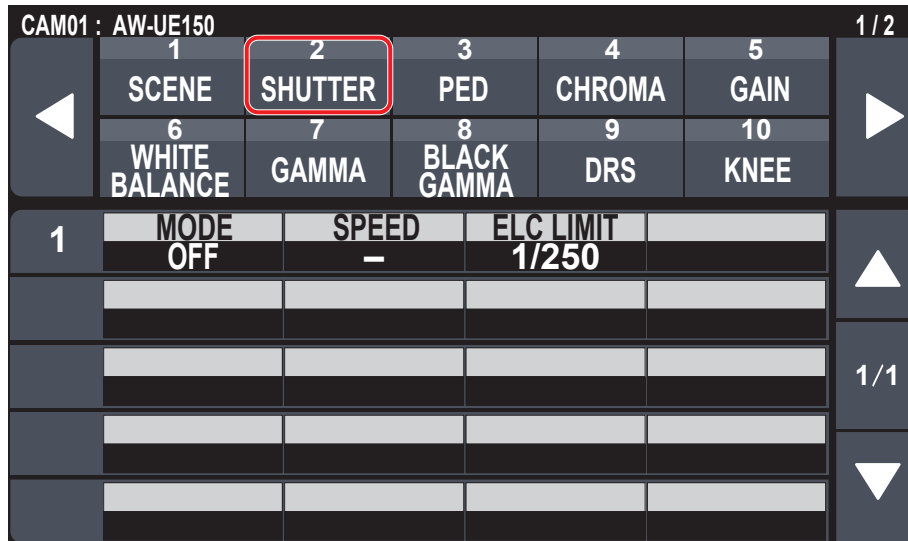 CAM01 : AW-UE150 1 / 2
1 2 3 4 5
SCENE SHUTTER PED CHROMA GAIN
6 7 8 9 10
WHITE BALANCE GAMMA BLACK GAMMA DRS KNEE
1 MODE SPEED ELC LIMIT
OFF – 1/250
1/1